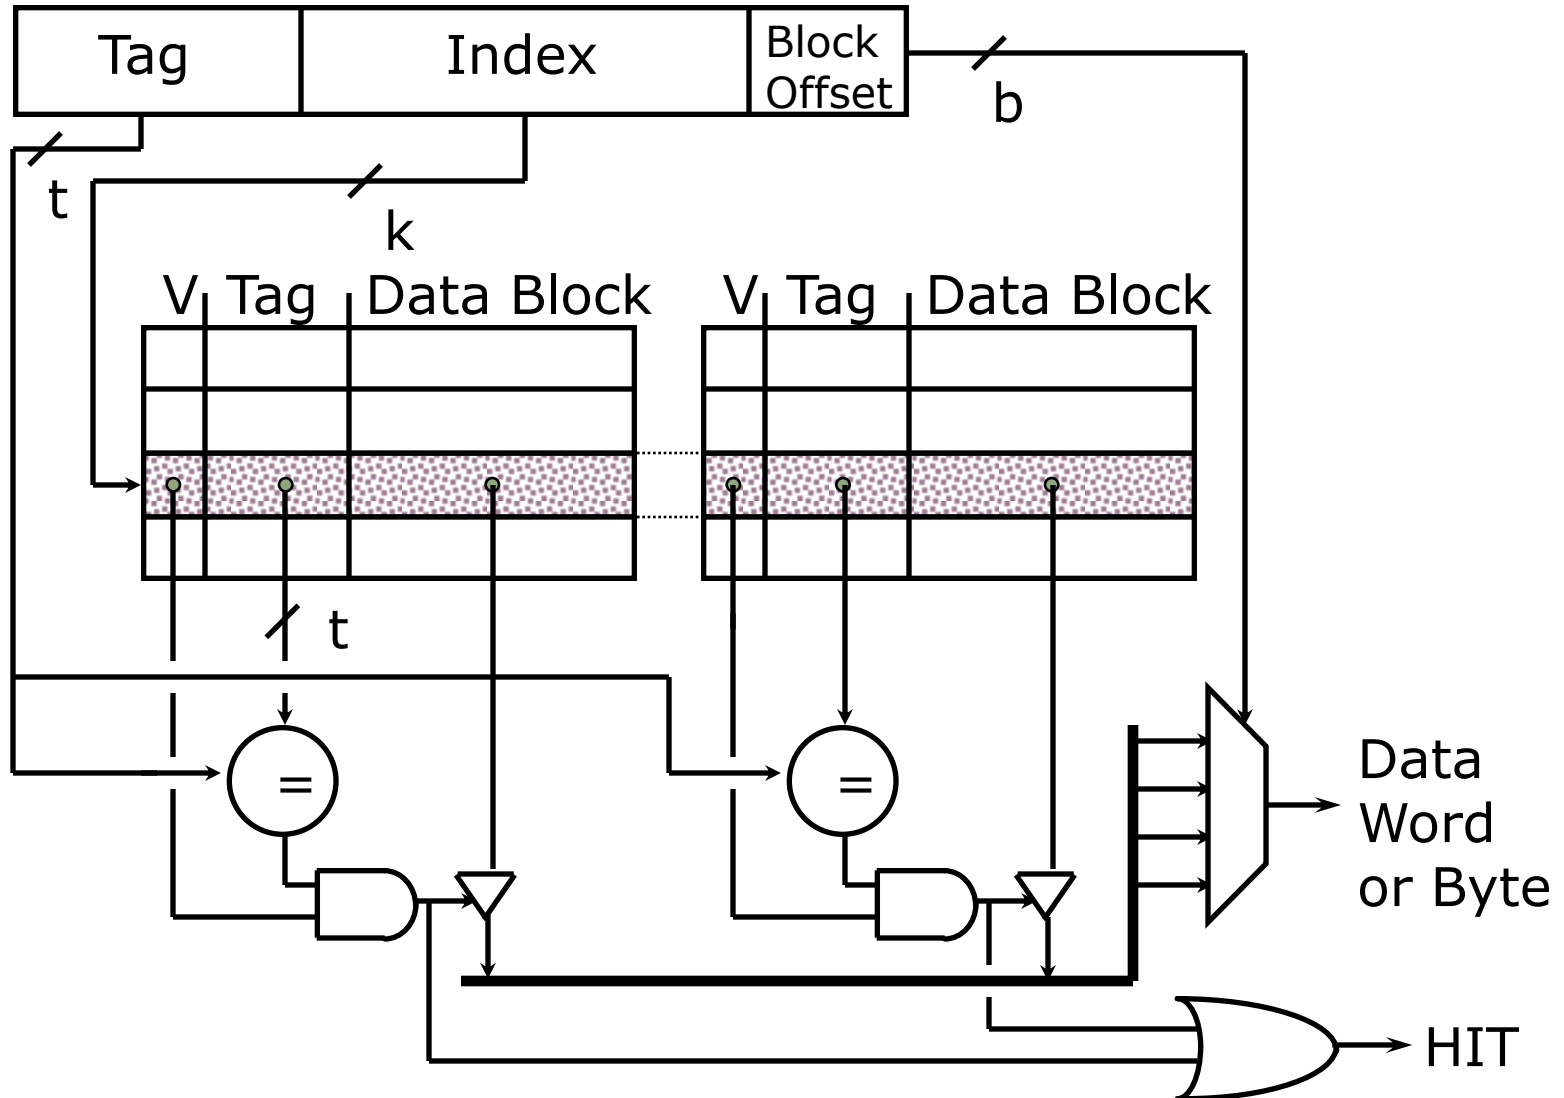 Tag
Index
Block
Offset
b
t
k
V Tag Data Block
V Tag Data Block
t
=
=
Data
Word
or Byte
HIT